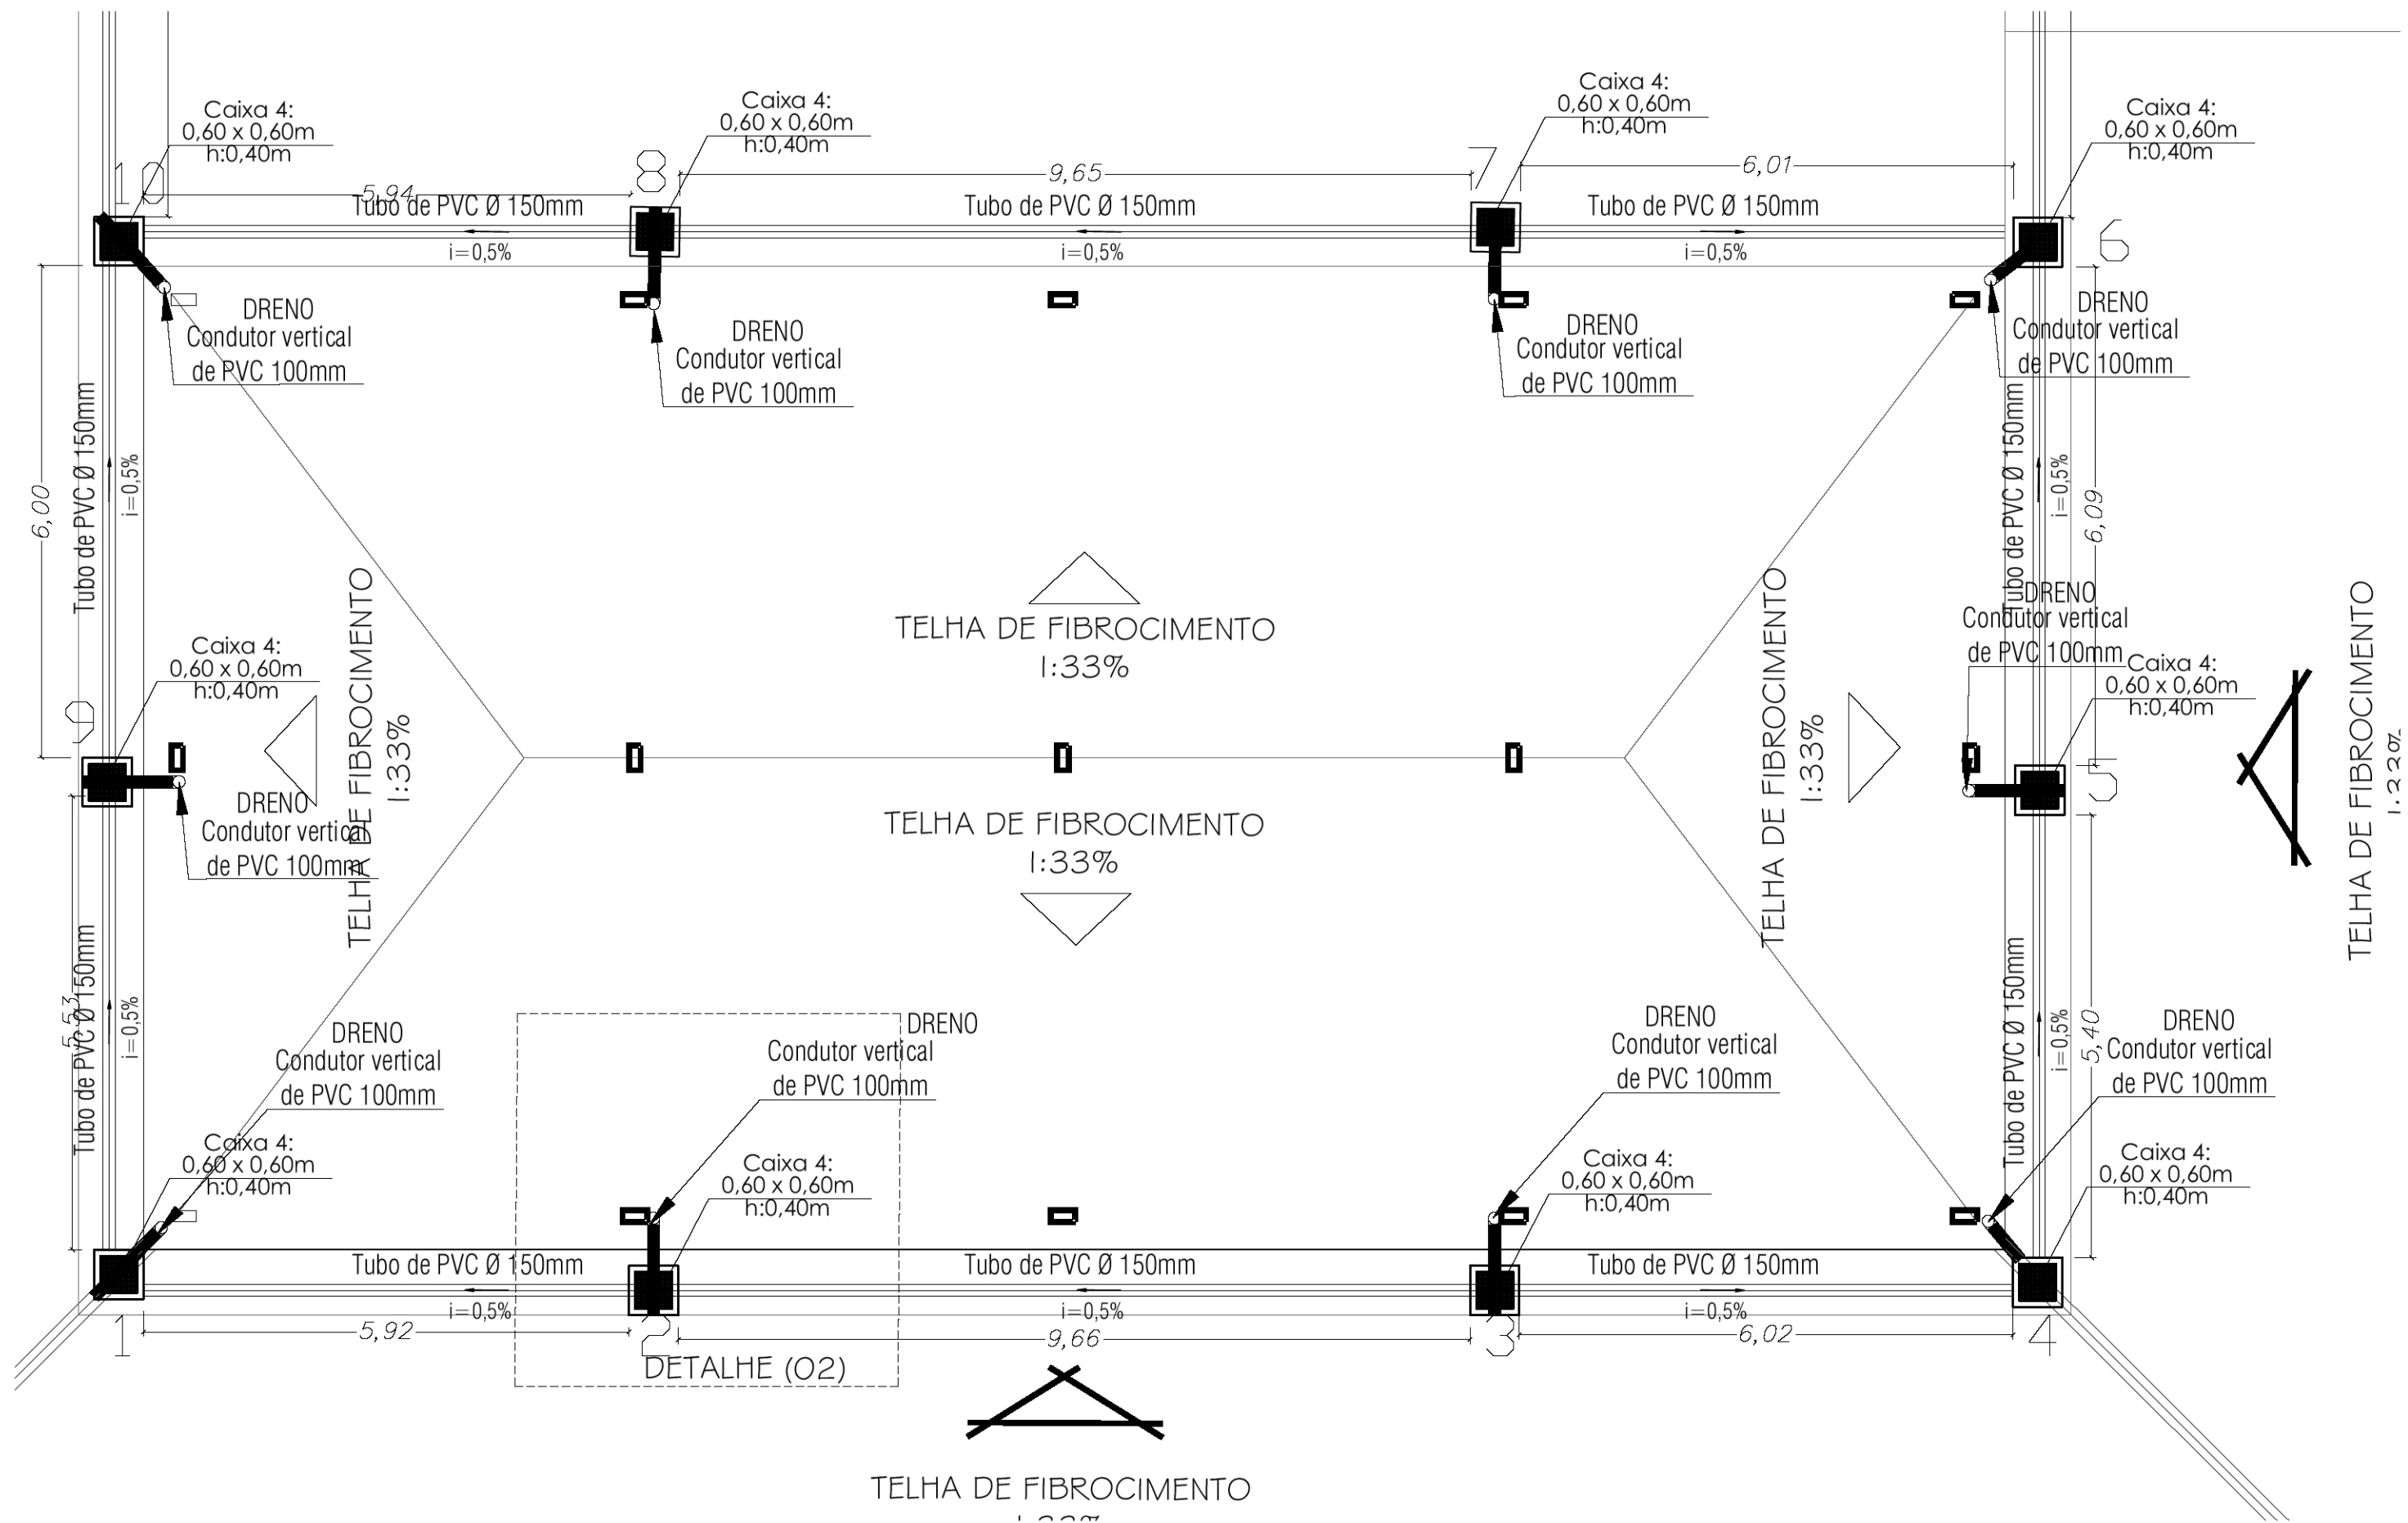 Caixa 4:
0,60 x 0,60m
h:0,40m
Caixa 4:
0,60 x 0,60m
h:0,40m
Caixa 4:
0,60 x 0,60m
h:0,40m
Caixa 4:
0,60 x 0,60m
h:0,40m
10
8
7
6
5,94
9,65
6,01
Tubo de PVC Ø 150mm
i=0,5%
Tubo de PVC Ø 150mm
i=0,5%
Tubo de PVC Ø 150mm
i=0,5%
DRENO
Condutor vertical
de PVC 100mm
DRENO
Condutor vertical
de PVC 100mm
DRENO
Condutor vertical
de PVC 100mm
DRENO
Condutor vertical
de PVC 100mm
6,00
Tubo de PVC Ø 150mm
i=0,5%
Tubo de PVC Ø 150mm
i=0,5%
6,09
TELHA DE FIBROCIMENTO
1:33%
Caixa 4:
0,60 x 0,60m
h:0,40m
9
DRENO
Condutor vertical
de PVC 100mm
TELHA DE FIBROCIMENTO
1:33%
TELHA DE FIBROCIMENTO
1:33%
TELHA DE FIBROCIMENTO
1:33%
DRENO
Condutor vertical
de PVC 100mm
Caixa 4:
0,60 x 0,60m
h:0,40m
5
TELHA DE FIBROCIMENTO
1:33%
5,53
Tubo de PVC Ø 150mm
i=0,5%
DRENO
Condutor vertical
de PVC 100mm
Caixa 4:
0,60 x 0,60m
h:0,40m
DRENO
Condutor vertical
de PVC 100mm
Caixa 4:
0,60 x 0,60m
h:0,40m
DRENO
Condutor vertical
de PVC 100mm
Caixa 4:
0,60 x 0,60m
h:0,40m
Tubo de PVC Ø 150mm
i=0,5%
5,40
DRENO
Condutor vertical
de PVC 100mm
Caixa 4:
0,60 x 0,60m
h:0,40m
Tubo de PVC Ø 150mm
i=0,5%
Tubo de PVC Ø 150mm
i=0,5%
Tubo de PVC Ø 150mm
i=0,5%
1
5,92
2
9,66
3
6,02
4
DETALHE (02)
TELHA DE FIBROCIMENTO